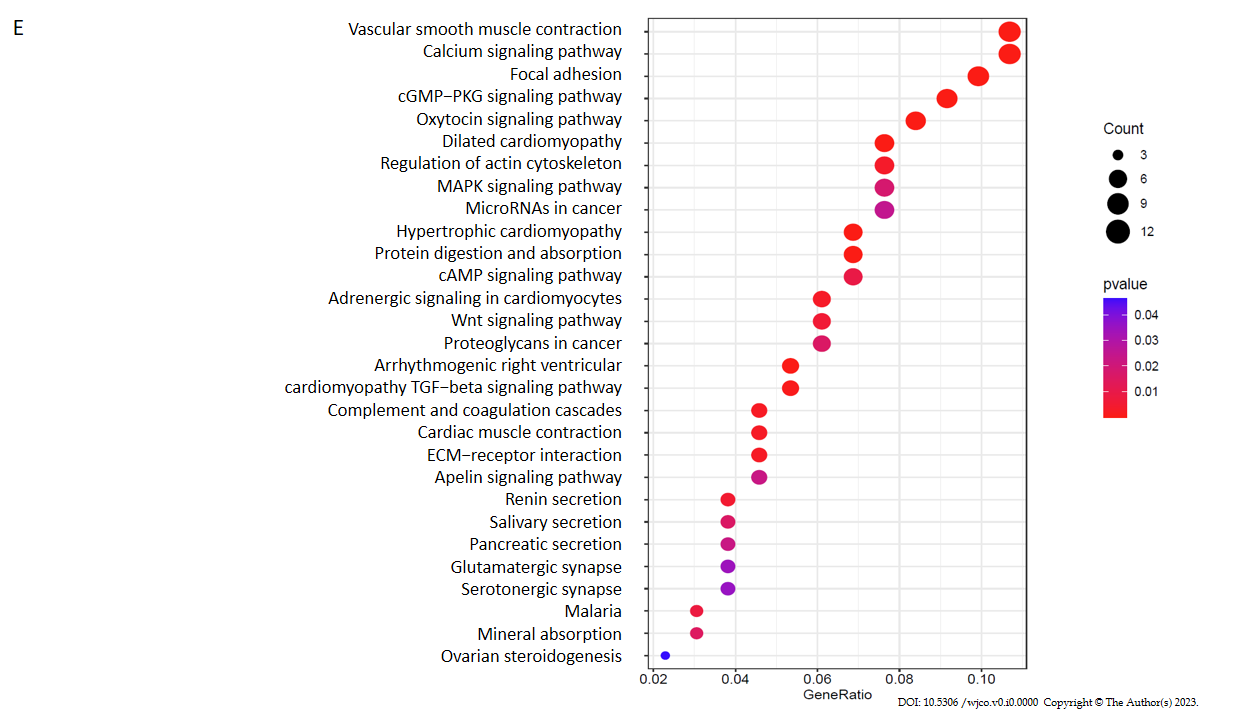 E
Vascular smooth muscle contraction
Calcium signaling pathway
Focal adhesion
cGMP−PKG signaling pathway
Oxytocin signaling pathway
Dilated cardiomyopathy
Regulation of actin cytoskeleton
MAPK signaling pathway
MicroRNAs in cancer
Hypertrophic cardiomyopathy
Protein digestion and absorption
cAMP signaling pathway
Adrenergic signaling in cardiomyocytes
Wnt signaling pathway
Proteoglycans in cancer
Arrhythmogenic right ventricular
cardiomyopathy TGF−beta signaling pathway
Complement and coagulation cascades
Cardiac muscle contraction
ECM−receptor interaction
Apelin signaling pathway
Renin secretion
Salivary secretion
Pancreatic secretion
Glutamatergic synapse
Serotonergic synapse
Malaria
Mineral absorption
Ovarian steroidogenesis
0.02 0.04 0.06 0.08 0.10
GeneRatio
Count
3
6
9
12
pvalue
0.04
0.03
0.02
0.01
DOI: 10.5306 /wjco.v0.i0.0000 Copyright © The Author(s) 2023.